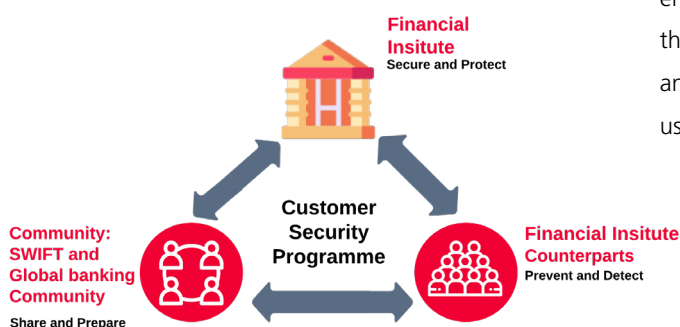 Financial
Insitute
Secure and Protect
th
us
Customer
Security
Programme
Community:
SWIFT and
Global banking
Community
Share and Prepare
Financial Insitute
Counterparts
Prevent and Detect